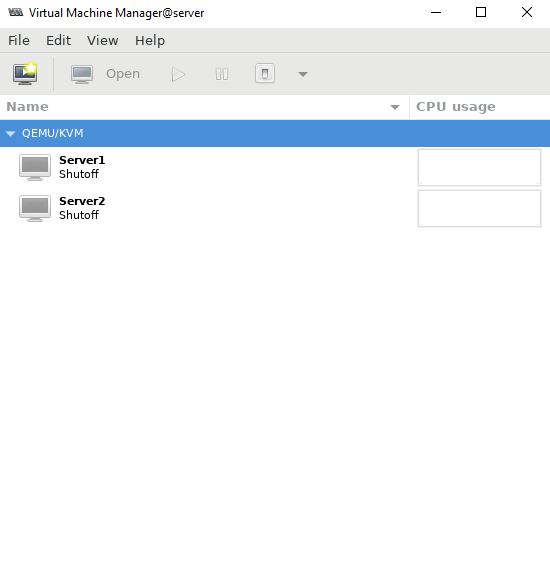 Virtual Machine Manager@server
File Edit View Help
Open
Name CPU usage
QEMU/KVM
Server1
Shutoff
Server2
Shutoff